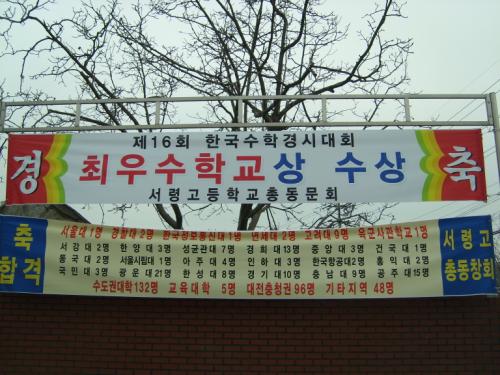 경 축
제16회 한국수학경시대회
최우수학교상 수상
서령고등학교총동문회
축 합격
서울대 1명 경찰대 2명 한국정보통신대 1명 연세대 2명 고려대 9명 육군사관학교 1명
서강대 2명 한양대 3명 성균관대 7명 경희대 13명 중앙대 3명 건국대 1명
동국대 2명 서울시립대 1명 아주대 4명 인하대 3명 한국항공대 2명 홍익대 2명
국민대 3명 광운대 21명 한성대 8명 경기대 10명 충남대 9명 공주대 15명
수도권대학 132명 교육대학 5명 대전충청권 96명 기타지역 48명
서령고
총동창회